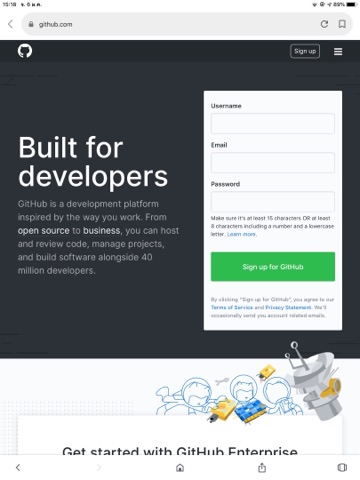 15:18 จ. 6 ม.ค. 89%
github.com
Sign up
Username
Email
Password
Make sure it's at least 15 characters OR at least
8 characters including a number and a lowercase
letter. Learn more.
Sign up for GitHub
By clicking "Sign up for GitHub", you agree to our
Terms of Service and Privacy Statement. We'll
occasionally send you account related emails.
Built for
developers
GitHub is a development platform
inspired by the way you work. From
open source to business, you can host
and review code, manage projects,
and build software alongside 40
million developers.
Get started with GitHub Enterprise